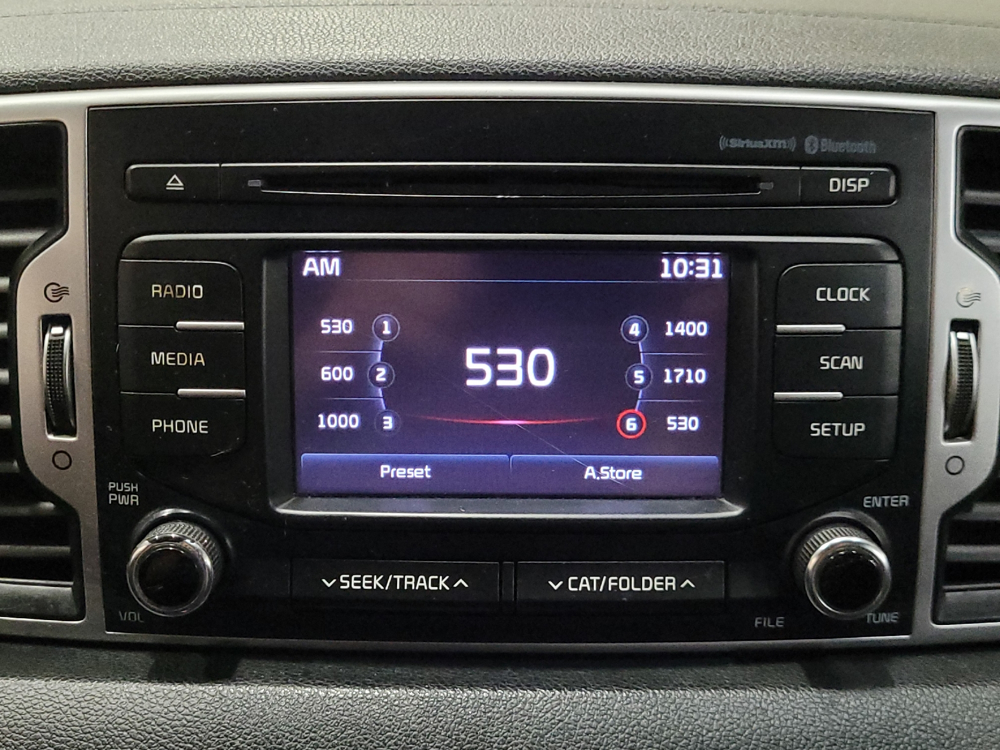 SiriusXM Bluetooth
DISP
AM 10:31
RADIO
MEDIA
PHONE
530 1
600 2
1000 3
530
4 1400
5 1710
6 530
Preset A.Store
CLOCK
SCAN
SETUP
PUSH
PWR
VOL
SEEK/TRACK
CAT/FOLDER
ENTER
FILE
TUNE